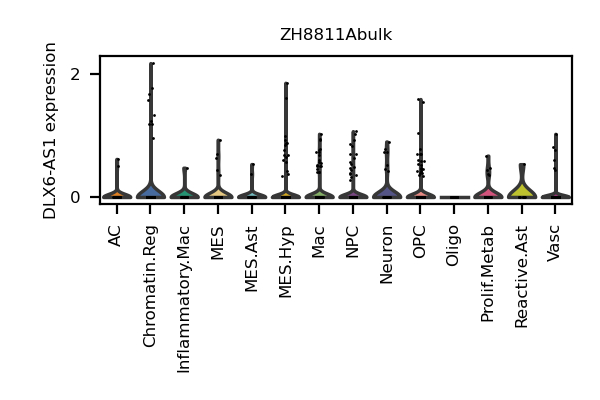 ZH8811Abulk
DLX6-AS1 expression
2
0
AC
Chromatin.Reg
Inflammatory.Mac
MES
MES.Ast
MES.Hyp
Mac
NPC
Neuron
OPC
Oligo
Prolif.Metab
Reactive.Ast
Vasc